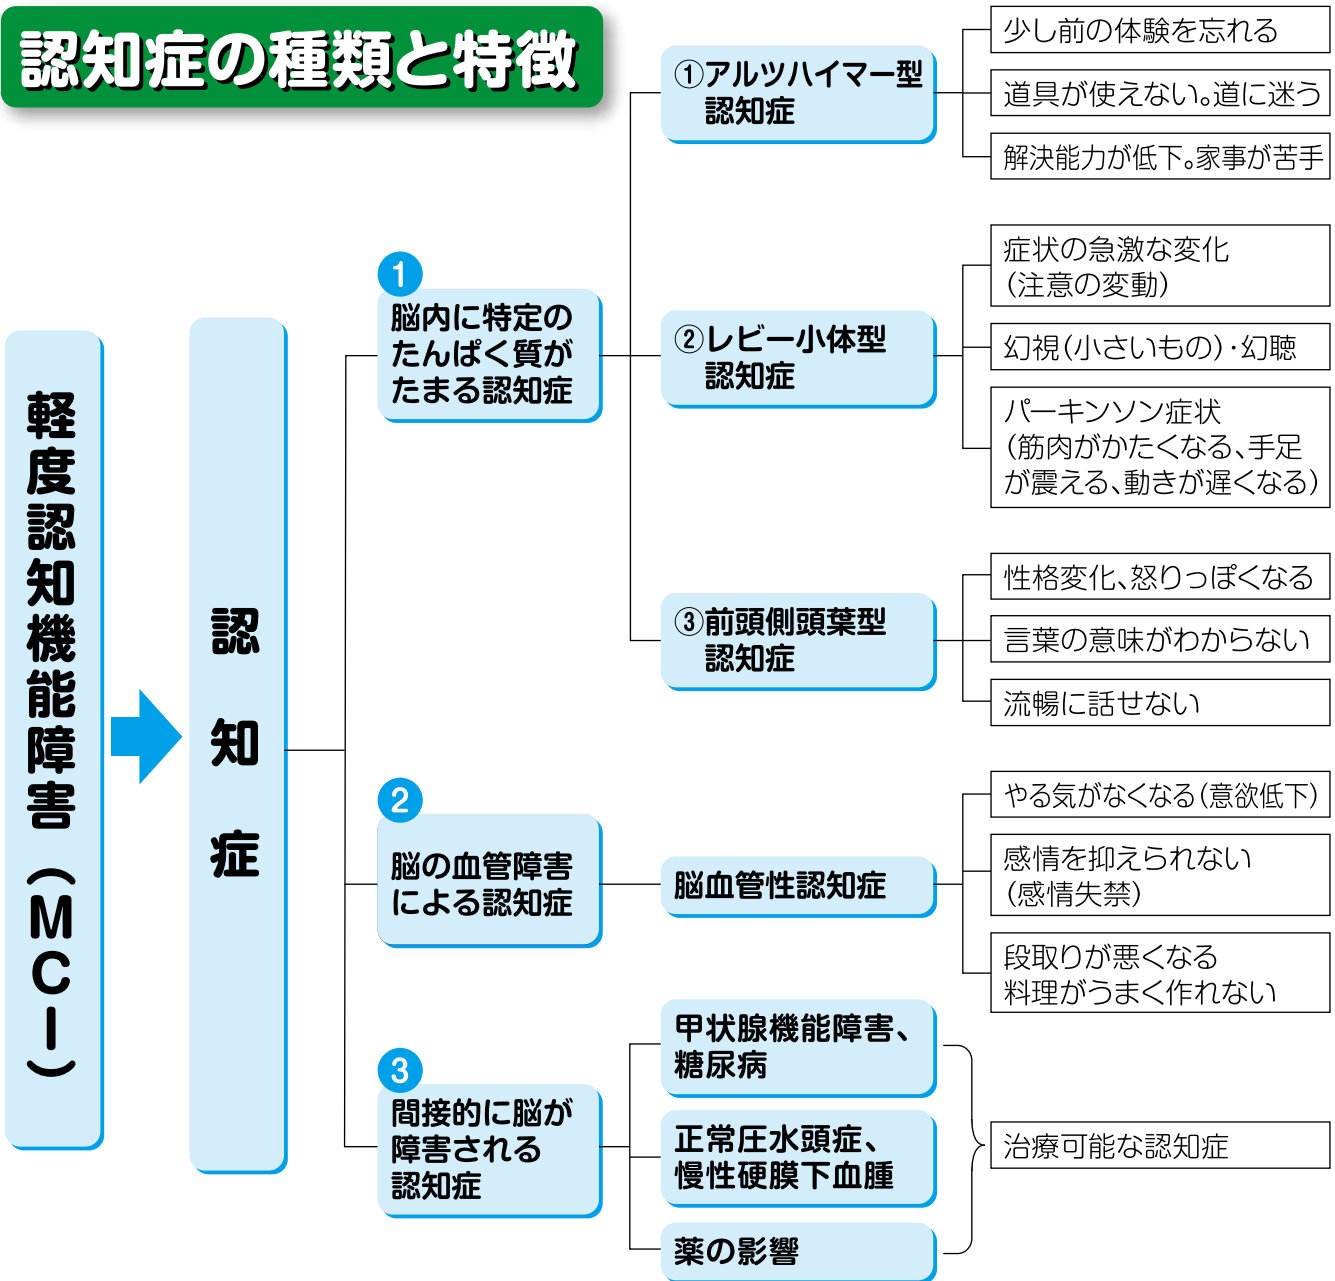 認知症の種類と特徴
軽度認知機能障害（MCI）
認知症
1
脳内に特定の
たんぱく質が
たまる認知症
①アルツハイマー型
認知症
少し前の体験を忘れる
道具が使えない。道に迷う
解決能力が低下。家事が苦手
②レビー小体型
認知症
症状の急激な変化
（注意の変動）
幻視（小さいもの）・幻聴
パーキンソン症状
（筋肉がかたくなる、手足
が震える、動きが遅くなる）
③前頭側頭葉型
認知症
性格変化、怒りっぽくなる
言葉の意味がわからない
流暢に話せない
2
脳の血管障害
による認知症
脳血管性認知症
やる気がなくなる（意欲低下）
感情を抑えられない
（感情失禁）
段取りが悪くなる
料理がうまく作れない
3
間接的に脳が
障害される
認知症
甲状腺機能障害、
糖尿病
正常圧水頭症、
慢性硬膜下血腫
薬の影響
治療可能な認知症